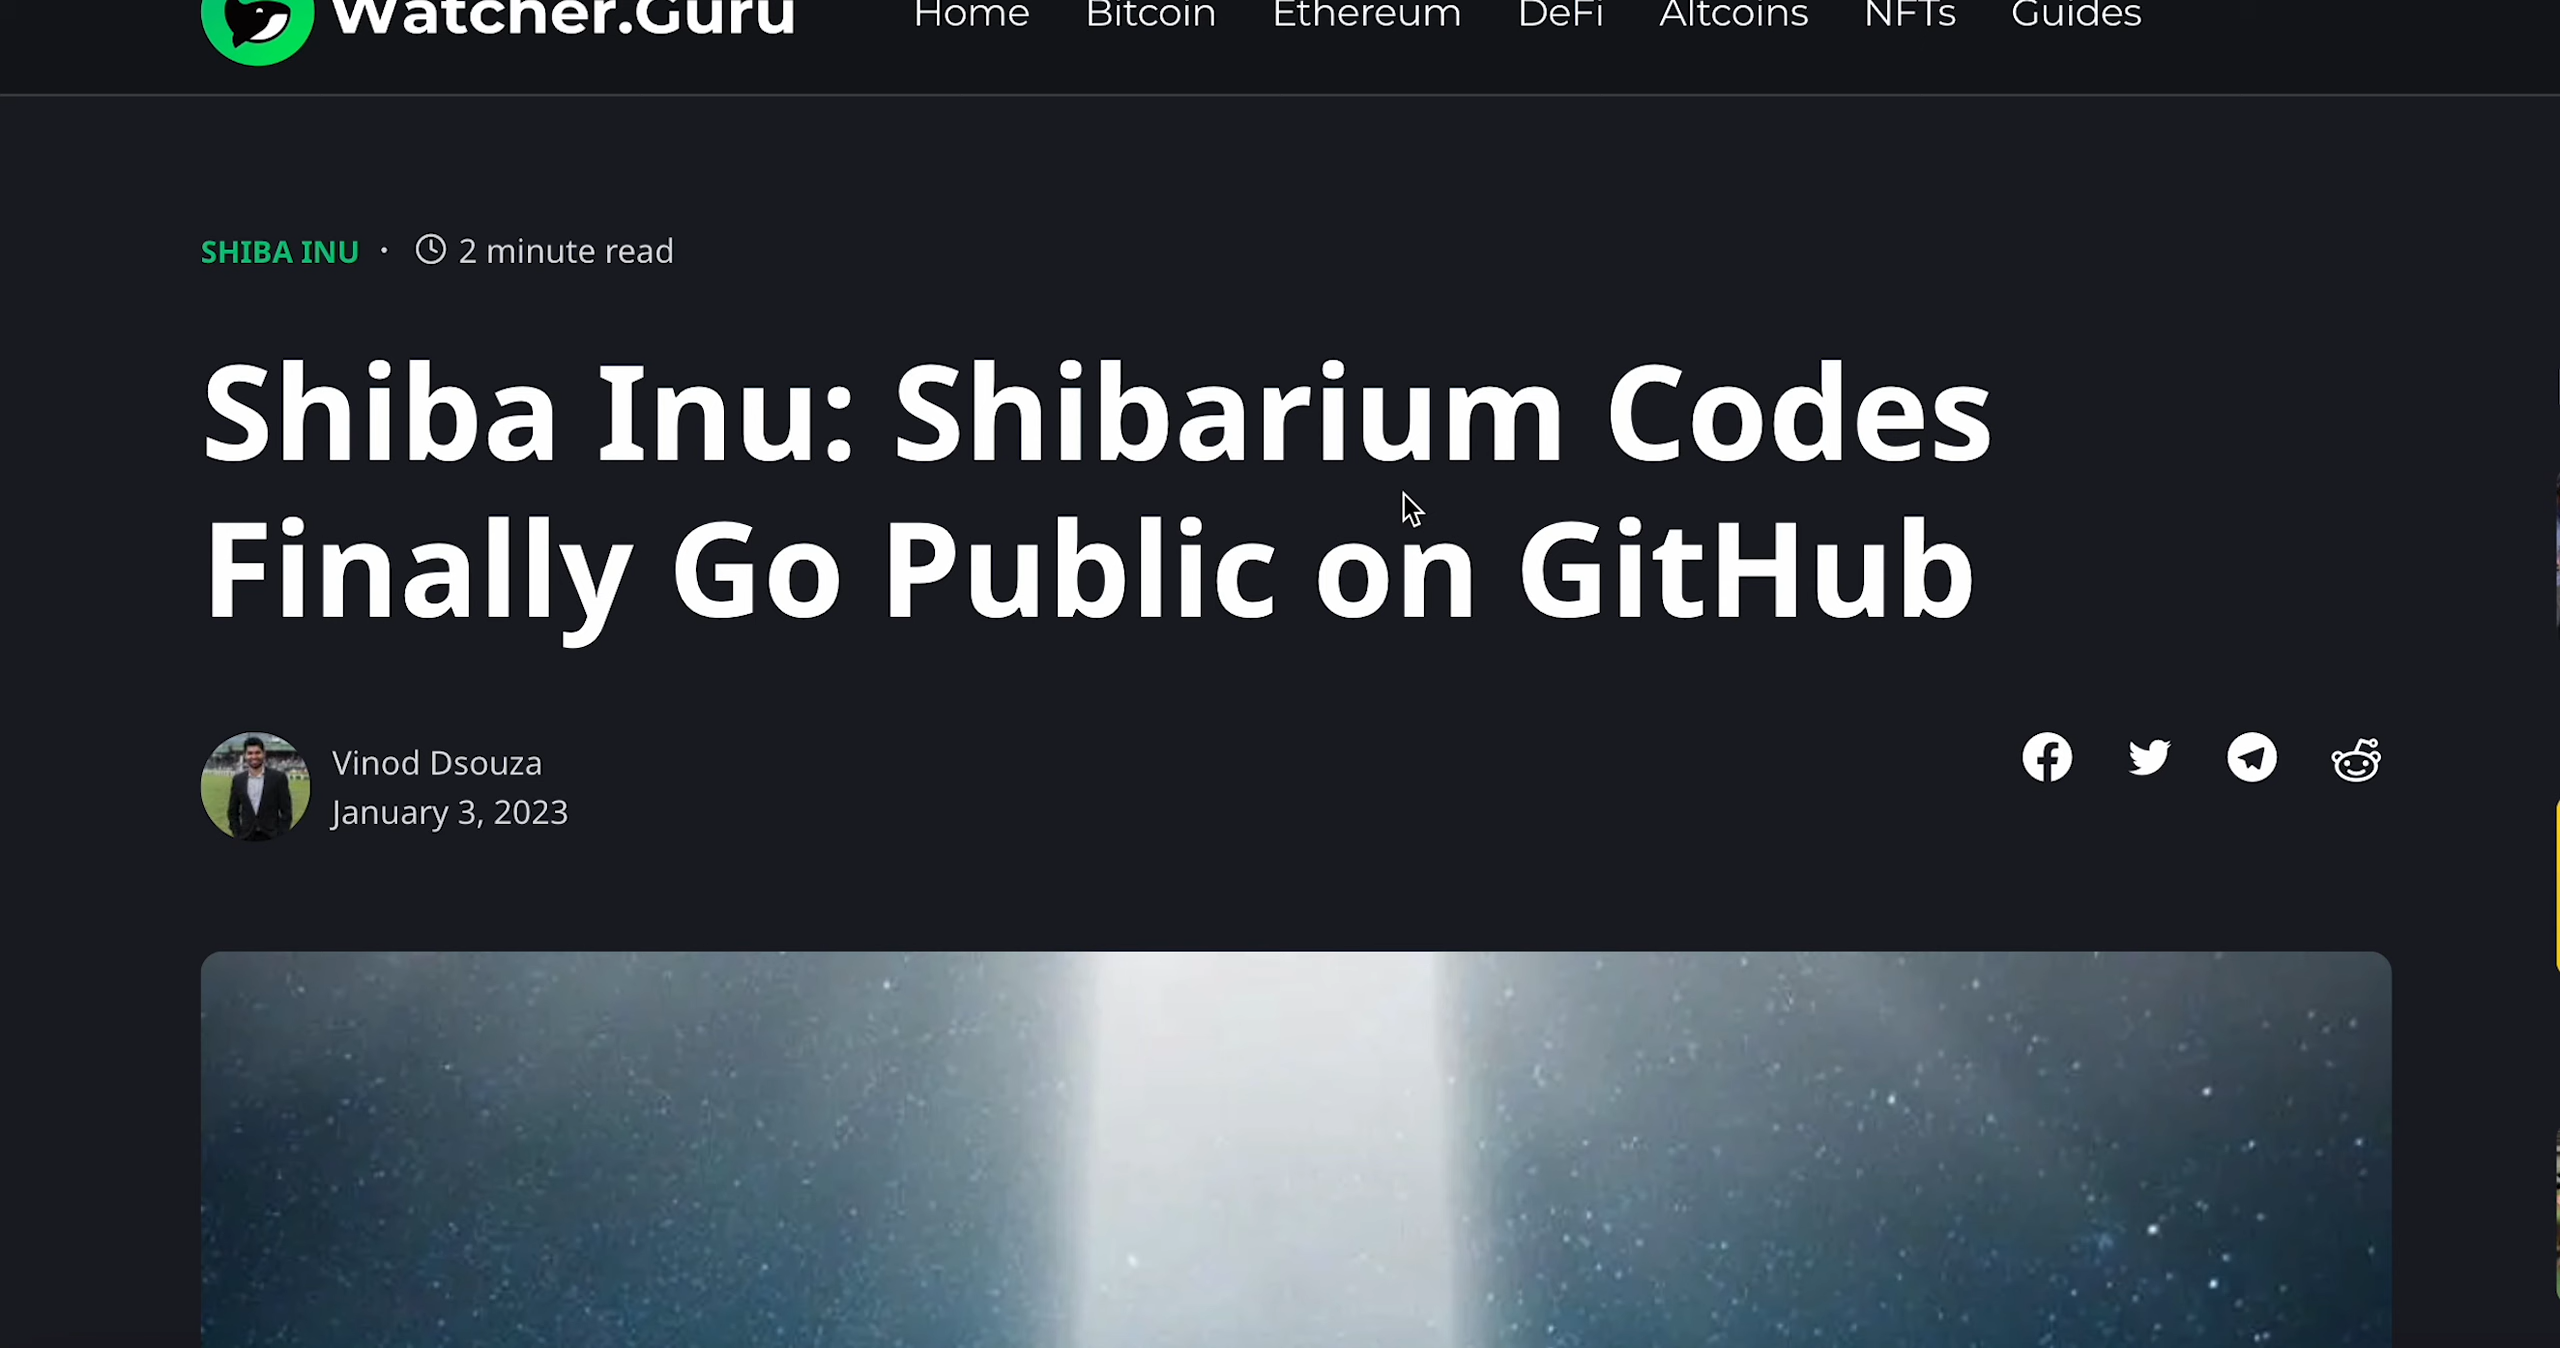 Watcher.Guru
Home Bitcoin Ethereum DeFi Altcoins NFTs Guides
SHIBA INU · 2 minute read
Shiba Inu: Shibarium Codes
Finally Go Public on GitHub
Vinod Dsouza
January 3, 2023